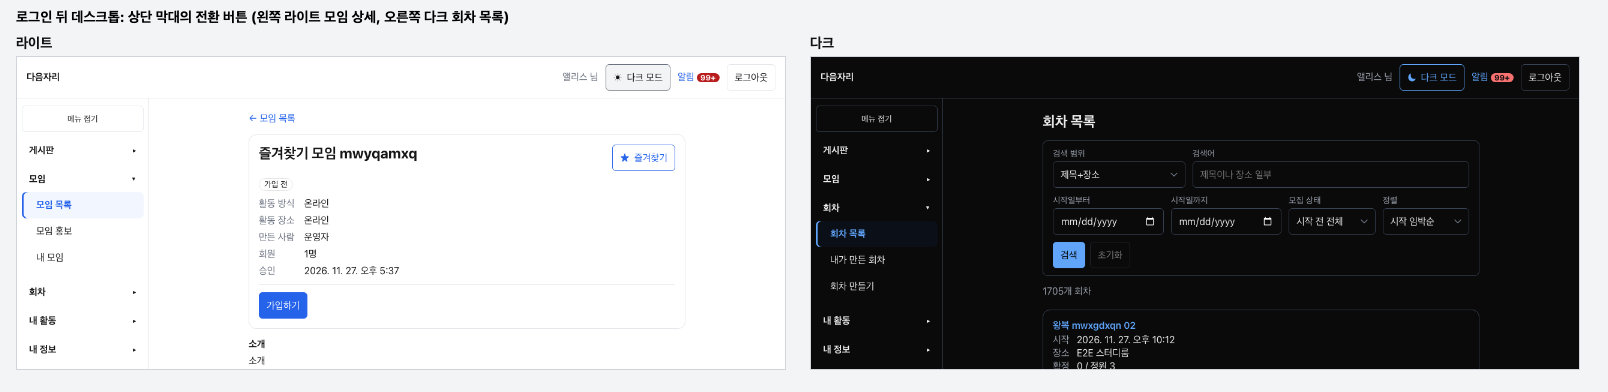 로그인 뒤 데스크톱: 상단 막대의 전환 버튼 (왼쪽 라이트 모임 상세, 오른쪽 다크 회차 목록)
라이트
다음자리
앨리스 님
다크 모드
알림 99+
로그아웃
메뉴 접기
게시판
모임
모임 목록
모임 홍보
내 모임
회차
내 활동
내 정보
← 모임 목록
즐겨찾기 모임 mwyqamxq
★ 즐겨찾기
가입 전
활동 방식 온라인
활동 장소 온라인
만든 사람 운영자
회원 1명
승인 2026. 11. 27. 오후 5:37
가입하기
소개
소개
다크
다음자리
앨리스 님
다크 모드
알림 99+
로그아웃
메뉴 접기
게시판
모임
회차
회차 목록
내가 만든 회차
회차 만들기
내 활동
내 정보
회차 목록
검색 범위 검색어
제목+장소 제목이나 장소 일부
시작일부터 시작일까지 모집 상태 정렬
mm/dd/yyyy mm/dd/yyyy 시작 전 전체 시작 임박순
검색 초기화
1705개 회차
왕복 mwxgdxqn 02
시작 2026. 11. 27. 오후 10:12
장소 E2E 스터디룸
확정 0 / 정원 3